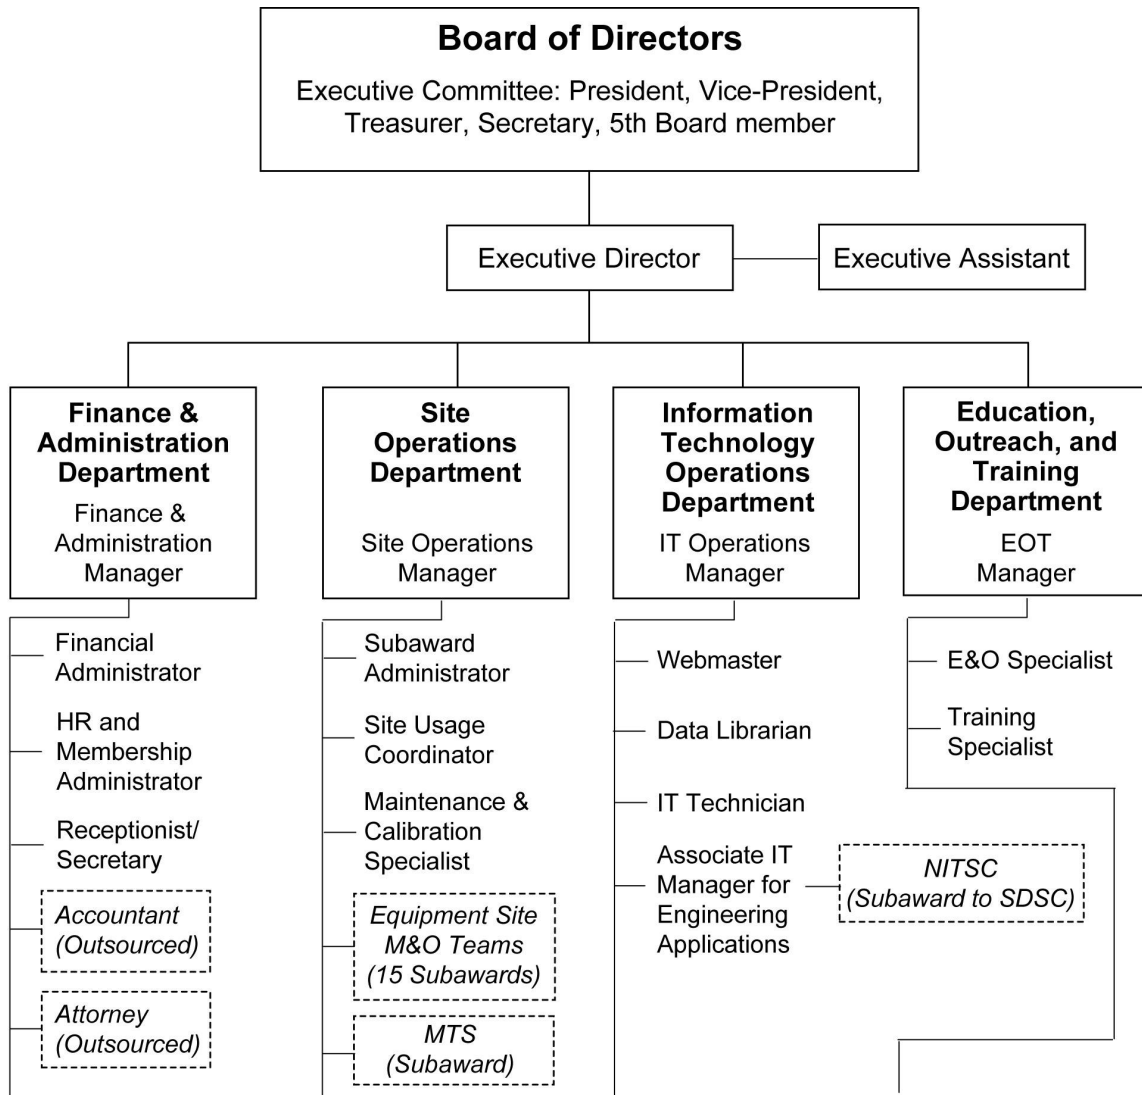 Board of Directors
Executive Committee: President, Vice-President,
Treasurer, Secretary, 5th Board member
Executive Director
Executive Assistant
Finance &
Administration
Department
Finance &
Administration
Manager
Site
Operations
Department
Site Operations
Manager
Information
Technology
Operations
Department
IT Operations
Manager
Education,
Outreach, and
Training
Department
EOT
Manager
Financial
Administrator
HR and
Membership
Administrator
Receptionist/
Secretary
Accountant
(Outsourced)
Attorney
(Outsourced)
Subaward
Administrator
Site Usage
Coordinator
Maintenance &
Calibration
Specialist
Equipment Site
M&O Teams
(15 Subawards)
MTS
(Subaward)
Webmaster
Data Librarian
IT Technician
Associate IT
Manager for
Engineering
Applications
NITSC
(Subaward to SDSC)
E&O Specialist
Training
Specialist